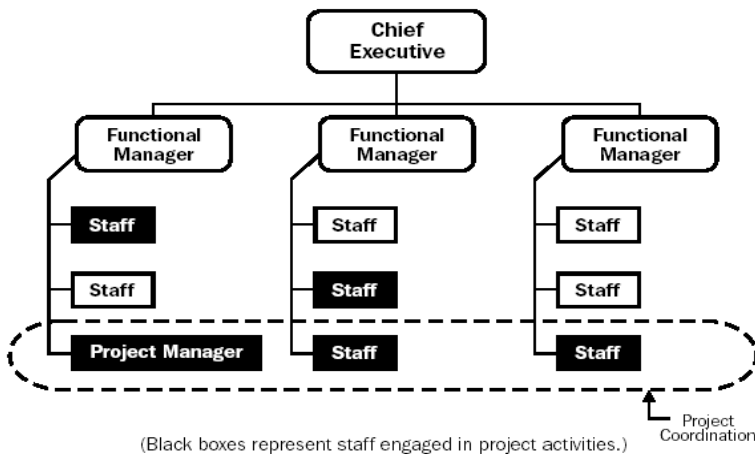 Chief
Executive
Functional
Manager
Functional
Manager
Functional
Manager
Staff
Staff
Staff
Staff
Staff
Staff
Project Manager
Staff
Staff
Project
Coordination
(Black boxes represent staff engaged in project activities.)